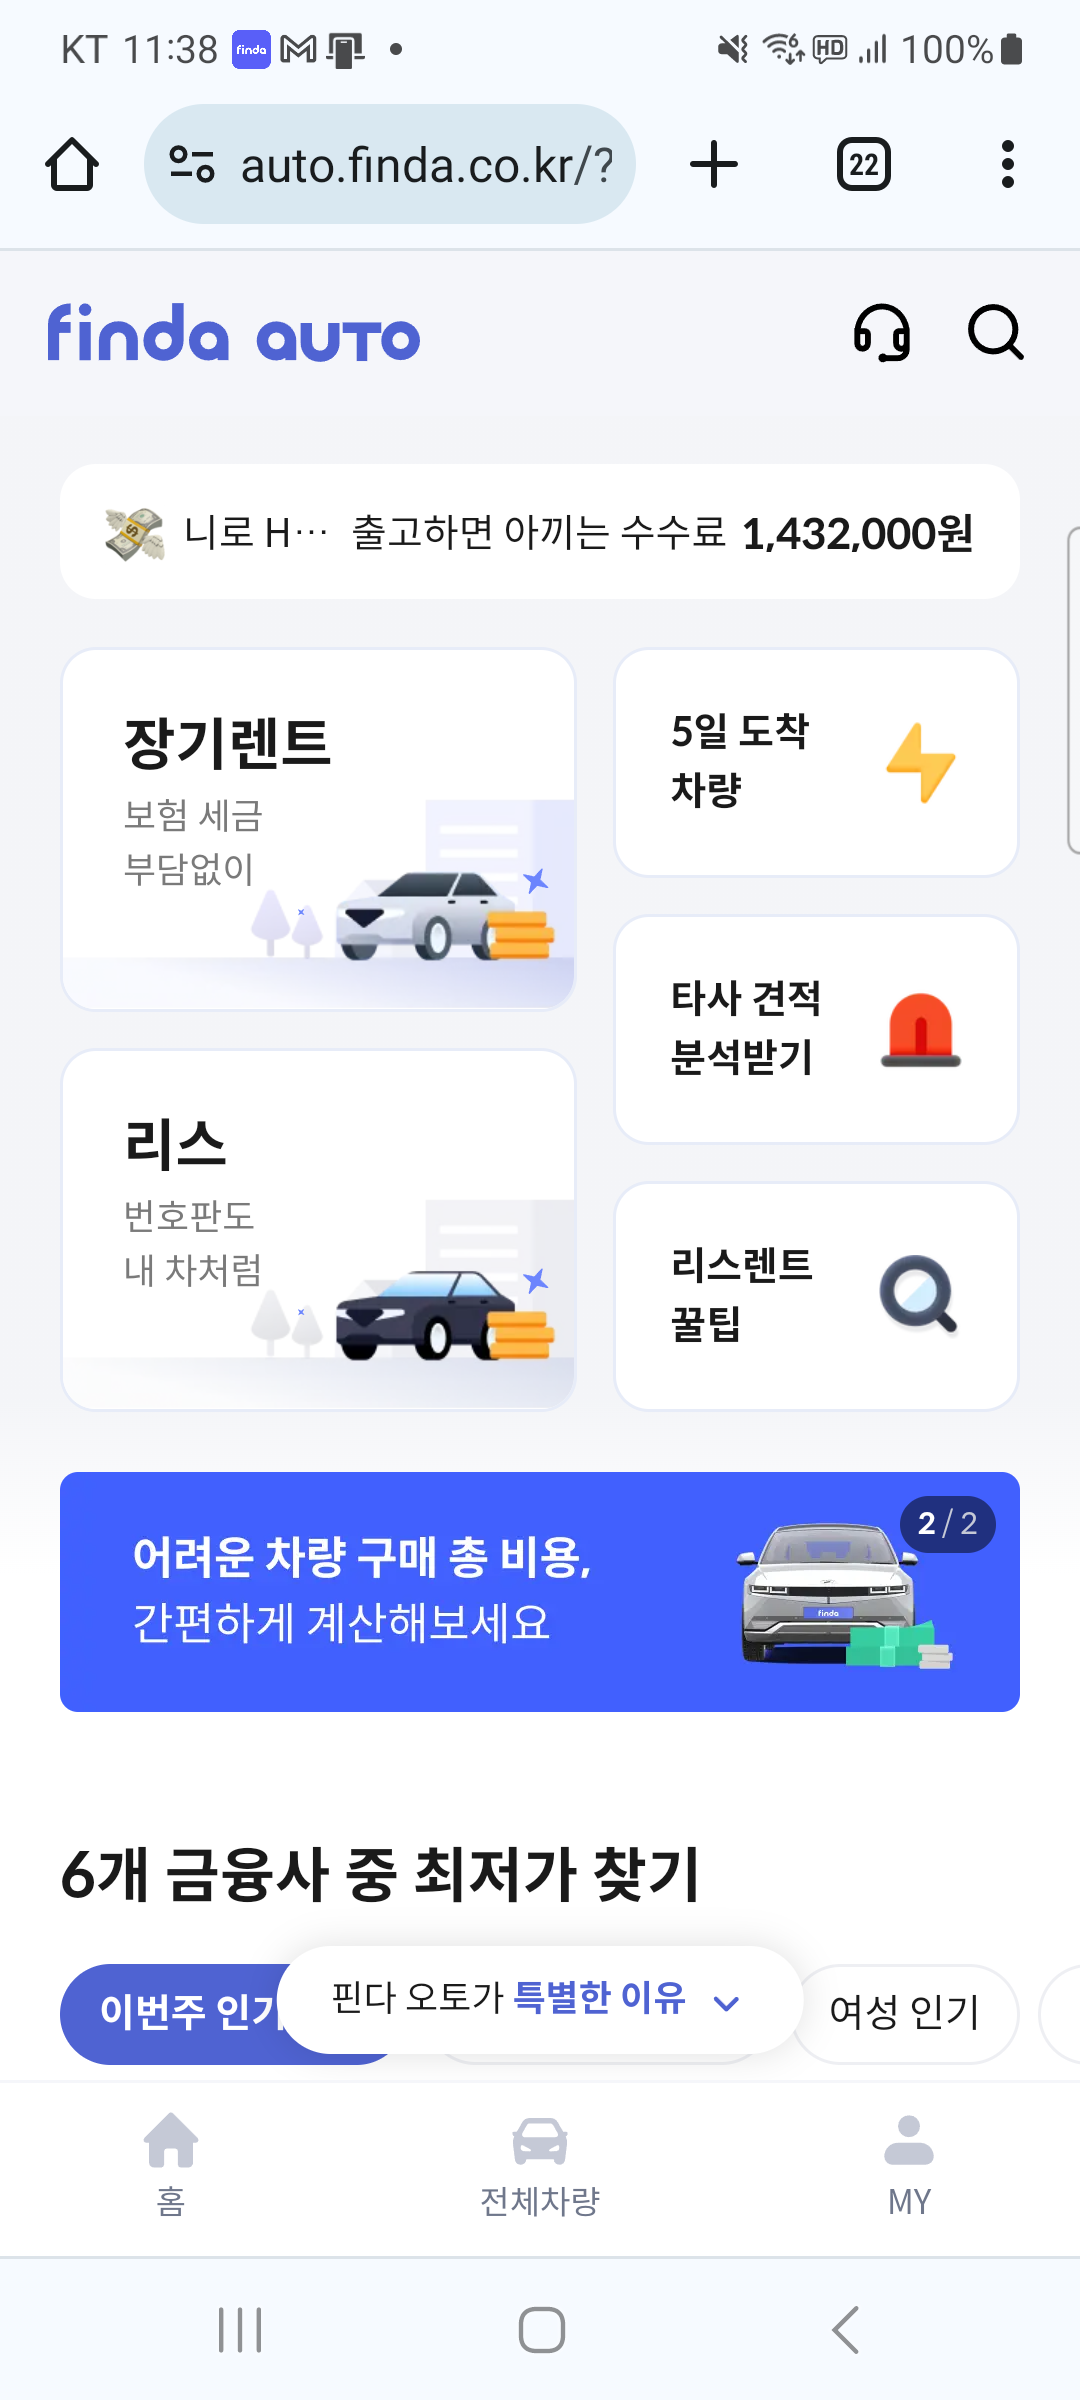 KT 11:38 finda 100%
auto.finda.co.kr/?
22
finda auto
니로 H··· 출고하면 아끼는 수수료 1,432,000원
장기렌트
보험 세금
부담없이
5일 도착
차량
타사 견적
분석받기
리스
번호판도
내 차처럼
리스렌트
꿀팁
어려운 차량 구매 총 비용,
간편하게 계산해보세요
2 / 2
finda
6개 금융사 중 최저가 찾기
이번주 인기
핀다 오토가 특별한 이유
여성 인기
홈
전체차량
MY